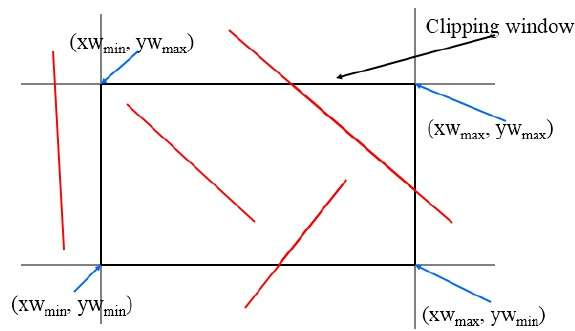 Clipping window
(xwmin, ywmax)
(xwmax, ywmax)
(xwmin, ywmin)
(xwmax, ywmin)